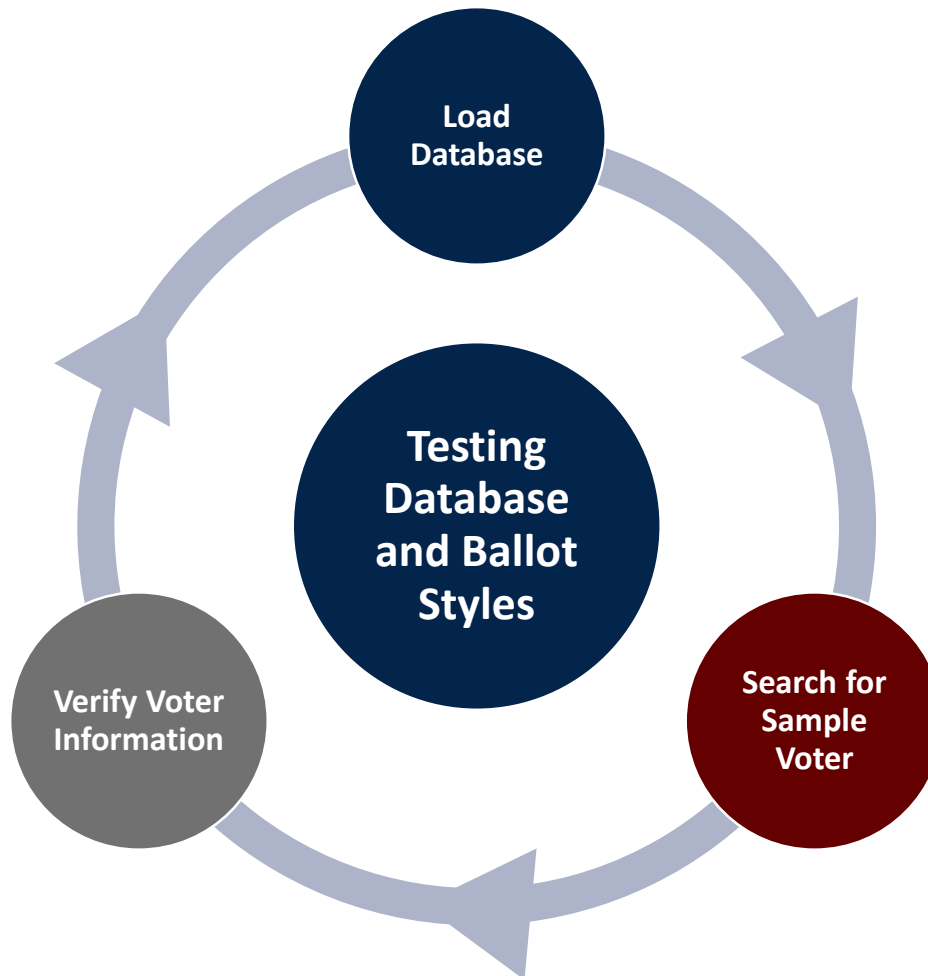 Load
Database
Testing
Database
and Ballot
Styles
Search for
Sample
Voter
Verify Voter
Information